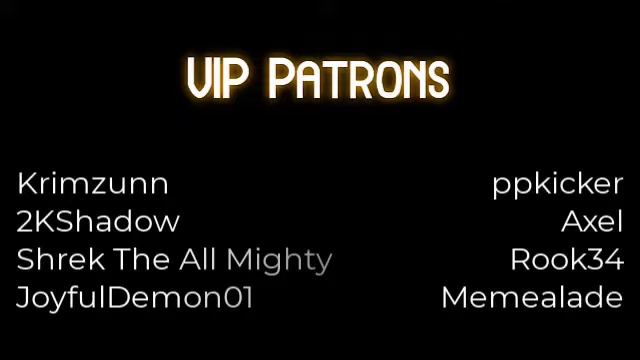 VIP PATRONS
Krimzunn
2KShadow
Shrek The All Mighty
JoyfulDemon01
ppkicker
Axel
Rook34
Memealade